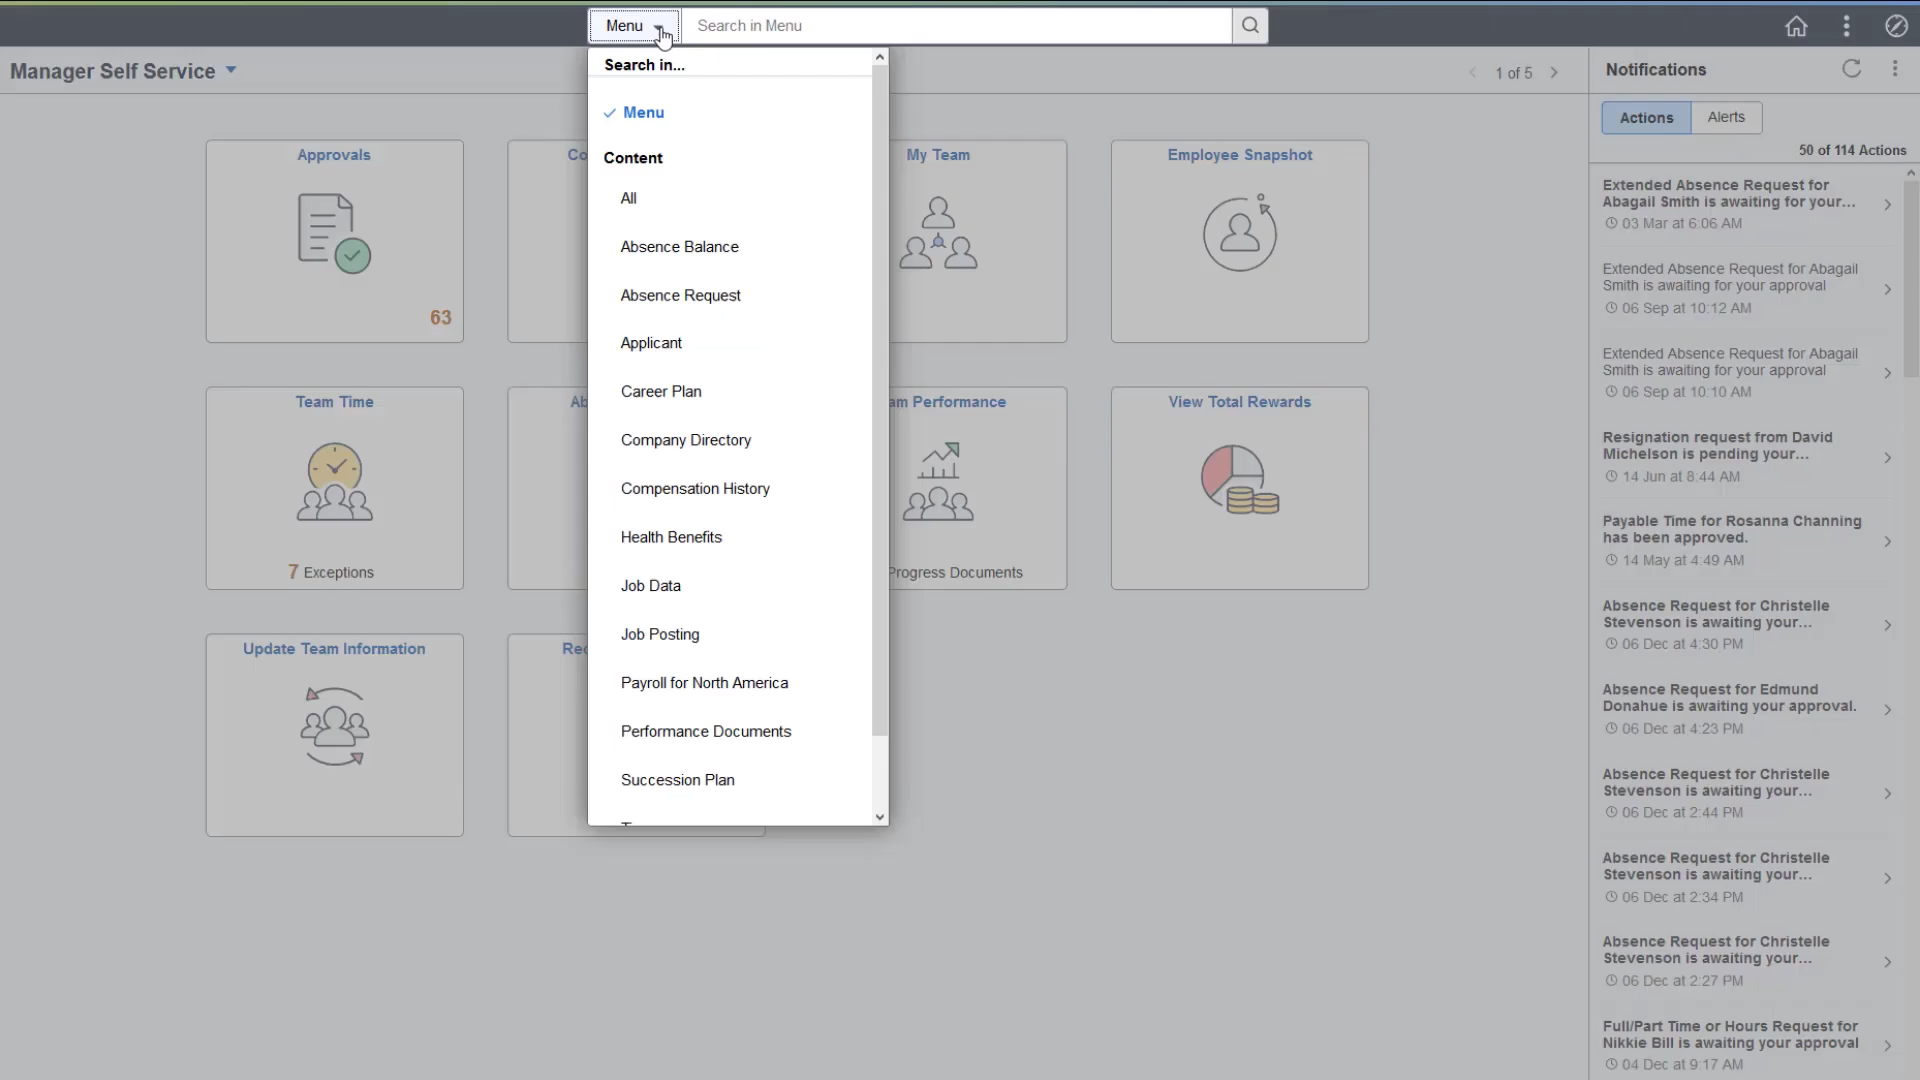 Menu
Search in Menu
Manager Self Service
1 of 5
Search in...
Menu
Content
All
Absence Balance
Absence Request
Applicant
Career Plan
Company Directory
Compensation History
Health Benefits
Job Data
Job Posting
Payroll for North America
Performance Documents
Succession Plan
Approvals
63
Co
My Team
Employee Snapshot
Team Time
7 Exceptions
Ab
am Performance
Progress Documents
View Total Rewards
Update Team Information
Rec
Notifications
Actions
Alerts
50 of 114 Actions
Extended Absence Request for
Abagail Smith is awaiting for your...
03 Mar at 6:06 AM
Extended Absence Request for Abagail
Smith is awaiting for your approval
06 Sep at 10:12 AM
Extended Absence Request for Abagail
Smith is awaiting for your approval
06 Sep at 10:10 AM
Resignation request from David
Michelson is pending your...
14 Jun at 8:44 AM
Payable Time for Rosanna Channing
has been approved.
14 May at 4:49 AM
Absence Request for Christelle
Stevenson is awaiting your...
06 Dec at 4:30 PM
Absence Request for Edmund
Donahue is awaiting your approval.
06 Dec at 4:23 PM
Absence Request for Christelle
Stevenson is awaiting your...
06 Dec at 2:44 PM
Absence Request for Christelle
Stevenson is awaiting your...
06 Dec at 2:34 PM
Absence Request for Christelle
Stevenson is awaiting your...
06 Dec at 2:27 PM
Full/Part Time or Hours Request for
Nikkie Bill is awaiting your approval
04 Dec at 9:17 AM